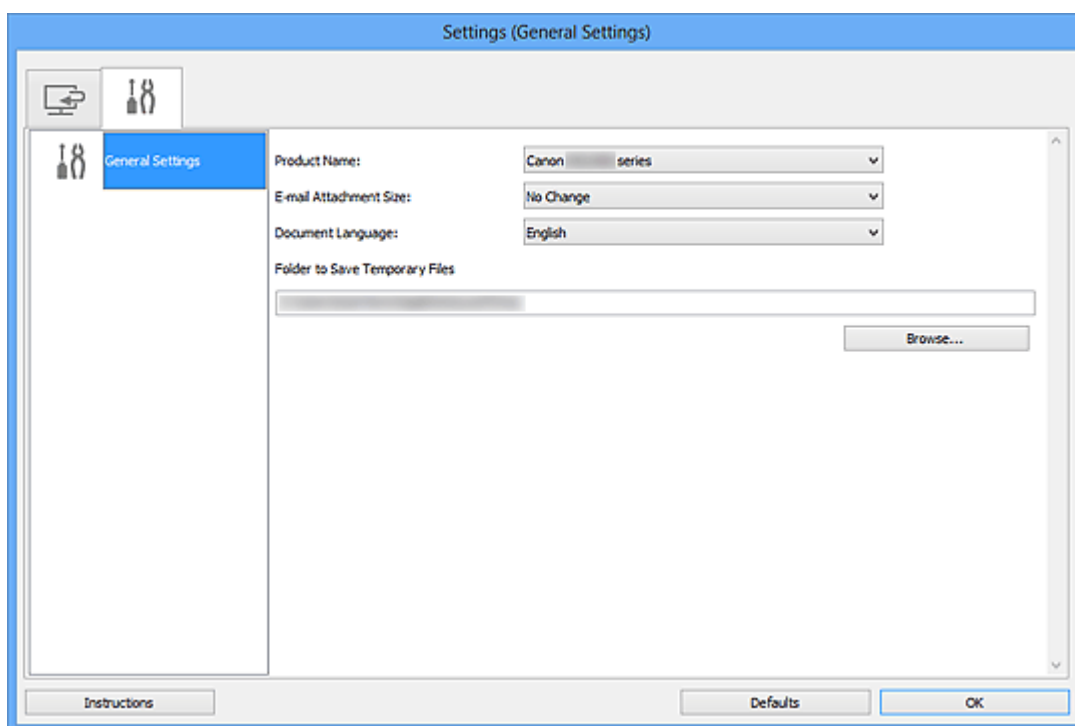 Settings (General Settings)
General Settings
Product Name:
Canon series
E-mail Attachment Size:
No Change
Document Language:
English
Folder to Save Temporary Files
Browse...
Instructions
Defaults
OK